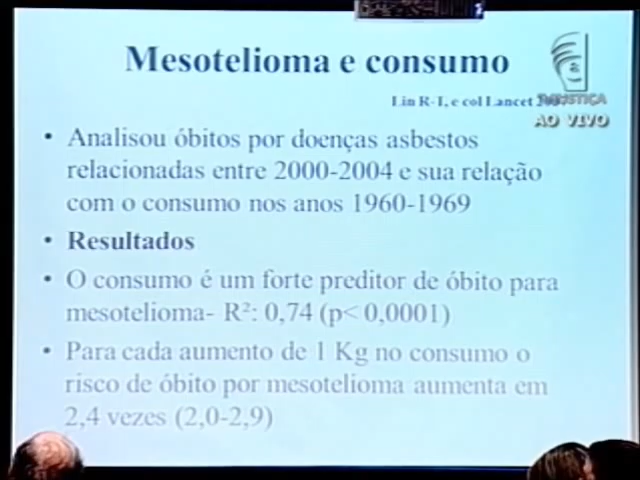 Mesotelioma e consumo
Lin R-T, e col Lancet
TV JUSTIÇA
AO VIVO
• Analisou óbitos por doenças asbestos
relacionadas entre 2000-2004 e sua relação
com o consumo nos anos 1960-1969
• Resultados
• O consumo é um forte preditor de óbito para
mesotelioma- R²: 0,74 (p< 0,0001)
• Para cada aumento de 1 Kg no consumo o
risco de óbito por mesotelioma aumenta em
2,4 vezes (2,0-2,9)